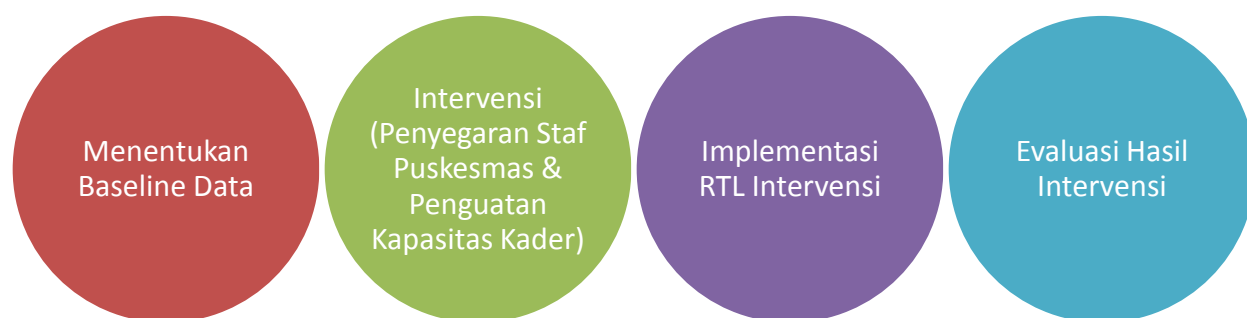 Menentukan
Baseline Data
Intervensi
(Penyegaran Staf
Puskesmas &
Penguatan
Kapasitas Kader)
Implementasi
RTL Intervensi
Evaluasi Hasil
Intervensi